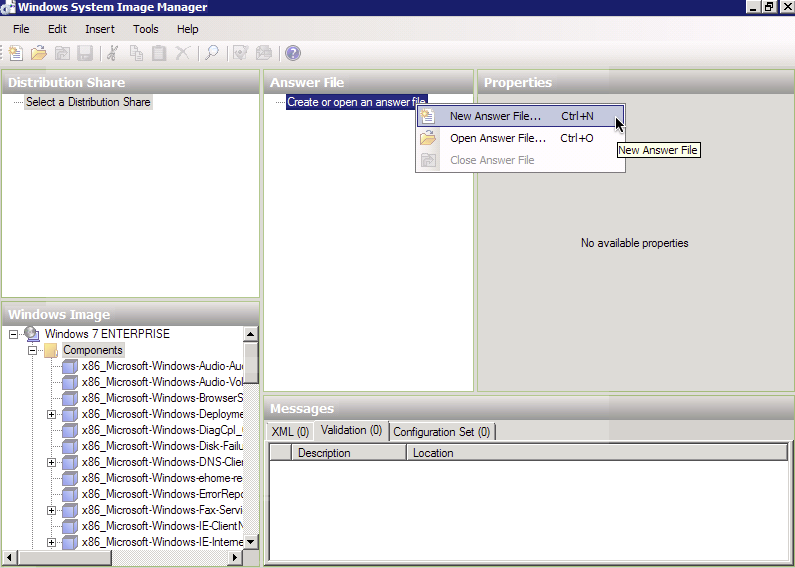 Windows System Image Manager
File Edit Insert Tools Help
Distribution Share
Select a Distribution Share
Answer File
Create or open an answer file
New Answer File... Ctrl+N
Open Answer File... Ctrl+O
Close Answer File
New Answer File
Properties
No available properties
Windows Image
Windows 7 ENTERPRISE
Components
x86_Microsoft-Windows-Audio-Au
x86_Microsoft-Windows-Audio-Vol
x86_Microsoft-Windows-BrowserS
x86_Microsoft-Windows-Deployme
x86_Microsoft-Windows-DiagCpl_
x86_Microsoft-Windows-Disk-Failu
x86_Microsoft-Windows-DNS-Clie
x86_Microsoft-Windows-ehome-re
x86_Microsoft-Windows-ErrorRepo
x86_Microsoft-Windows-Fax-Servi
x86_Microsoft-Windows-IE-ClientN
x86_Microsoft-Windows-IE-Interne
Messages
XML (0) Validation (0) Configuration Set (0)
Description Location